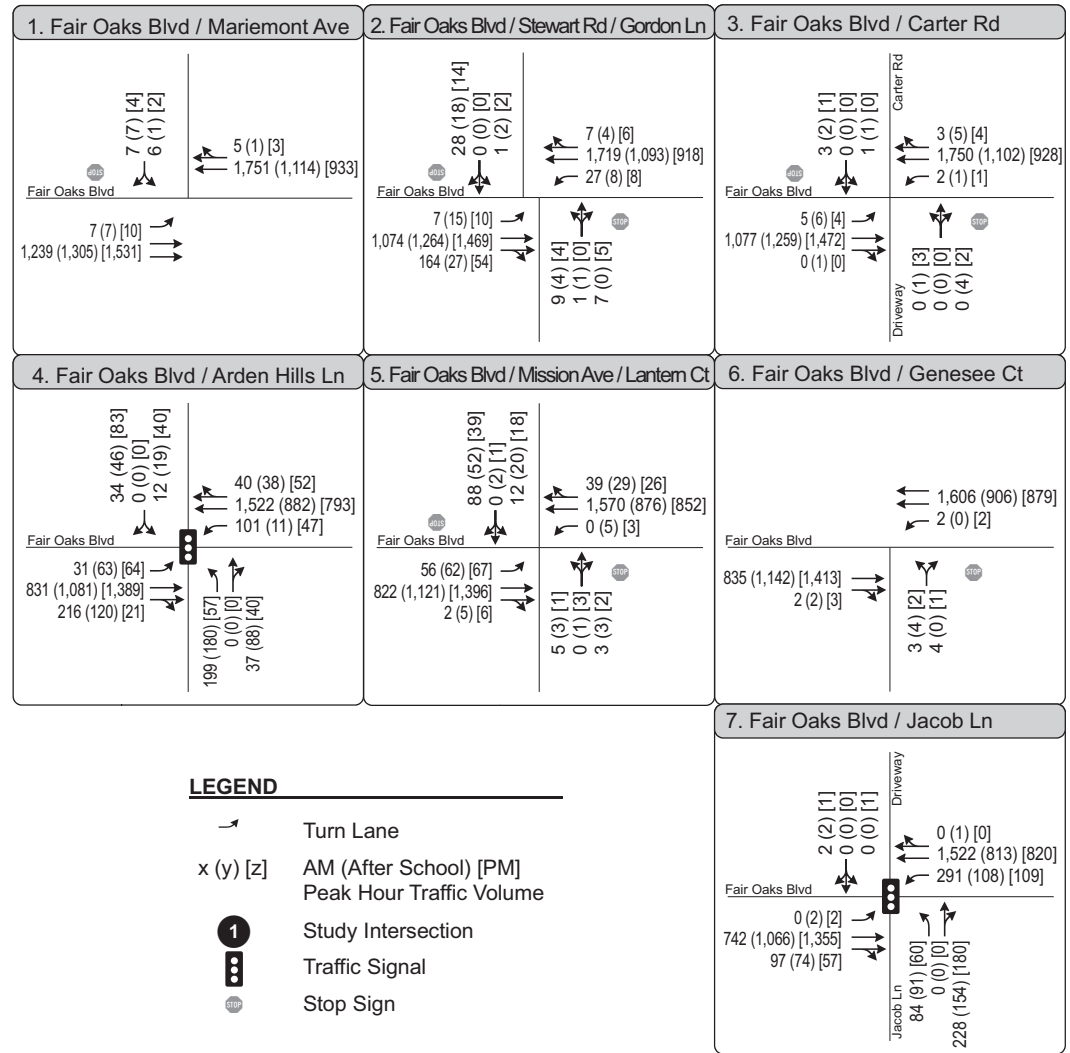 1. Fair Oaks Blvd / Mariemont Ave
7 (7) [4]
6 (1) [2]
5 (1) [3]
1,751 (1,114) [933]
STOP
Fair Oaks Blvd
7 (7) [10]
1,239 (1,305) [1,531]
2. Fair Oaks Blvd / Stewart Rd / Gordon Ln
28 (18) [14]
0 (0) [0]
1 (2) [2]
7 (4) [6]
1,719 (1,093) [918]
27 (8) [8]
STOP
Fair Oaks Blvd
7 (15) [10]
1,074 (1,264) [1,469]
164 (27) [54]
STOP
9 (4) [4]
1 (1) [0]
7 (0) [5]
3. Fair Oaks Blvd / Carter Rd
Carter Rd
3 (2) [1]
0 (0) [0]
1 (1) [0]
3 (5) [4]
1,750 (1,102) [928]
2 (1) [1]
STOP
Fair Oaks Blvd
5 (6) [4]
1,077 (1,259) [1,472]
0 (1) [0]
STOP
Driveway
0 (1) [3]
0 (0) [0]
0 (4) [2]
4. Fair Oaks Blvd / Arden Hills Ln
34 (46) [83]
0 (0) [0]
12 (19) [40]
40 (38) [52]
1,522 (882) [793]
101 (11) [47]
Fair Oaks Blvd
31 (63) [64]
831 (1,081) [1,389]
216 (120) [21]
199 (180) [57]
0 (0) [0]
37 (88) [40]
5. Fair Oaks Blvd / Mission Ave / Lantern Ct
88 (52) [39]
0 (2) [1]
12 (20) [18]
39 (29) [26]
1,570 (876) [852]
0 (5) [3]
STOP
Fair Oaks Blvd
56 (62) [67]
822 (1,121) [1,396]
2 (5) [6]
STOP
5 (3) [1]
0 (1) [3]
3 (3) [2]
6. Fair Oaks Blvd / Genesee Ct
1,606 (906) [879]
2 (0) [2]
Fair Oaks Blvd
835 (1,142) [1,413]
2 (2) [3]
STOP
3 (4) [2]
4 (0) [1]
7. Fair Oaks Blvd / Jacob Ln
Driveway
2 (2) [1]
0 (0) [0]
0 (0) [1]
0 (1) [0]
1,522 (813) [820]
291 (108) [109]
Fair Oaks Blvd
0 (2) [2]
742 (1,066) [1,355]
97 (74) [57]
Jacob Ln
84 (91) [60]
0 (0) [0]
228 (154) [180]
LEGEND
Turn Lane
x (y) [z] AM (After School) [PM]
Peak Hour Traffic Volume
1 Study Intersection
Traffic Signal
STOP Stop Sign